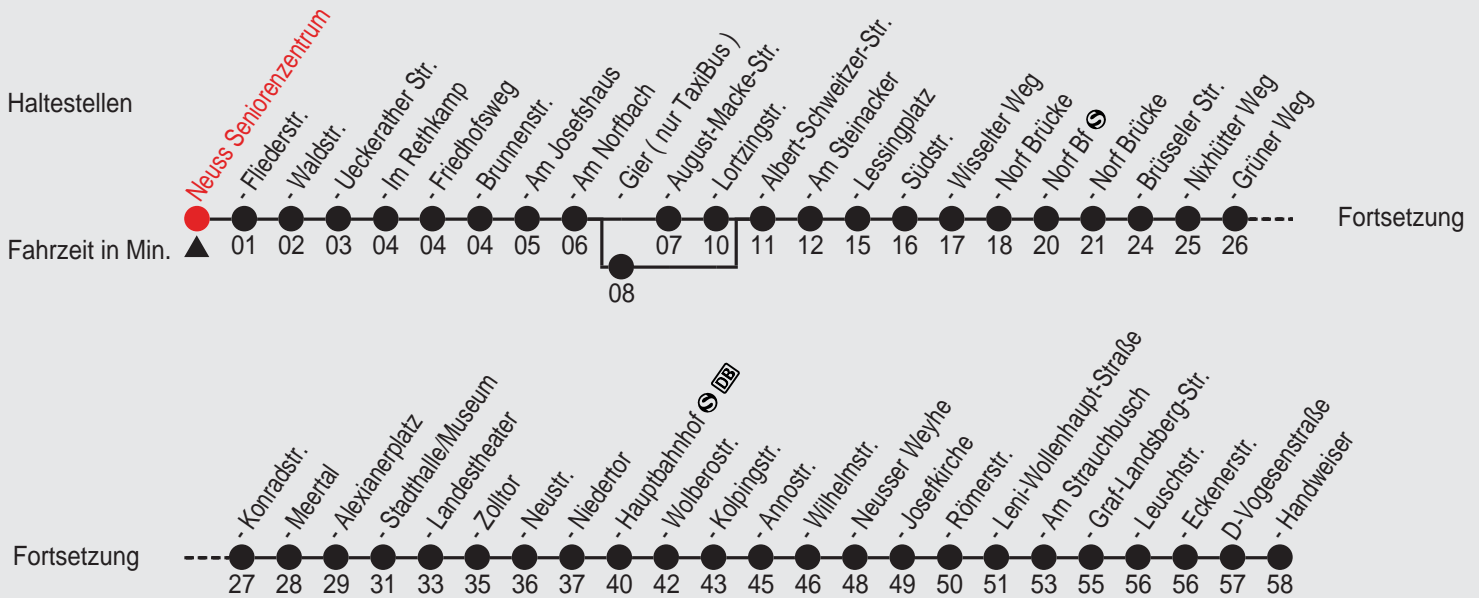 Haltestellen
Neuss Seniorenzentrum
- Fliederstr.
- Waldstr.
- Ueckerather Str.
- Im Rethkamp
- Friedhofsweg
- Brunnenstr.
- Am Josefshaus
- Am Norfbach
- Gier ( nur TaxiBus )
- August-Macke-Str.
- Lortzingstr.
- Albert-Schweitzer-Str.
- Am Steinacker
- Lessingplatz
- Südstr.
- Wisselter Weg
- Norf Brücke
- Norf Bf S
- Norf Brücke
- Brüsseler Str.
- Nixhütter Weg
- Grüner Weg
Fortsetzung
Fahrzeit in Min. 01 02 03 04 04 04 05 06 07 10 11 12 15 16 17 18 20 21 24 25 26
08
- Konradstr.
- Meertal
- Alexianerplatz
- Stadthalle/Museum
- Landestheater
- Zolltor
- Neustr.
- Niedertor
- Hauptbahnhof S DB
- Wolberostr.
- Kolpingstr.
- Annostr.
- Wilhelmstr.
- Neusser Weyhe
- Josefkirche
- Römerstr.
- Leni-Wollenhaupt-Straße
- Am Strauchbusch
- Graf-Landsberg-Str.
- Leuschstr.
- Eckenerstr.
D-Vogesenstraße
- Handweiser
Fortsetzung
27 28 29 31 33 35 36 37 40 42 43 45 46 48 49 50 51 53 55 56 56 57 58